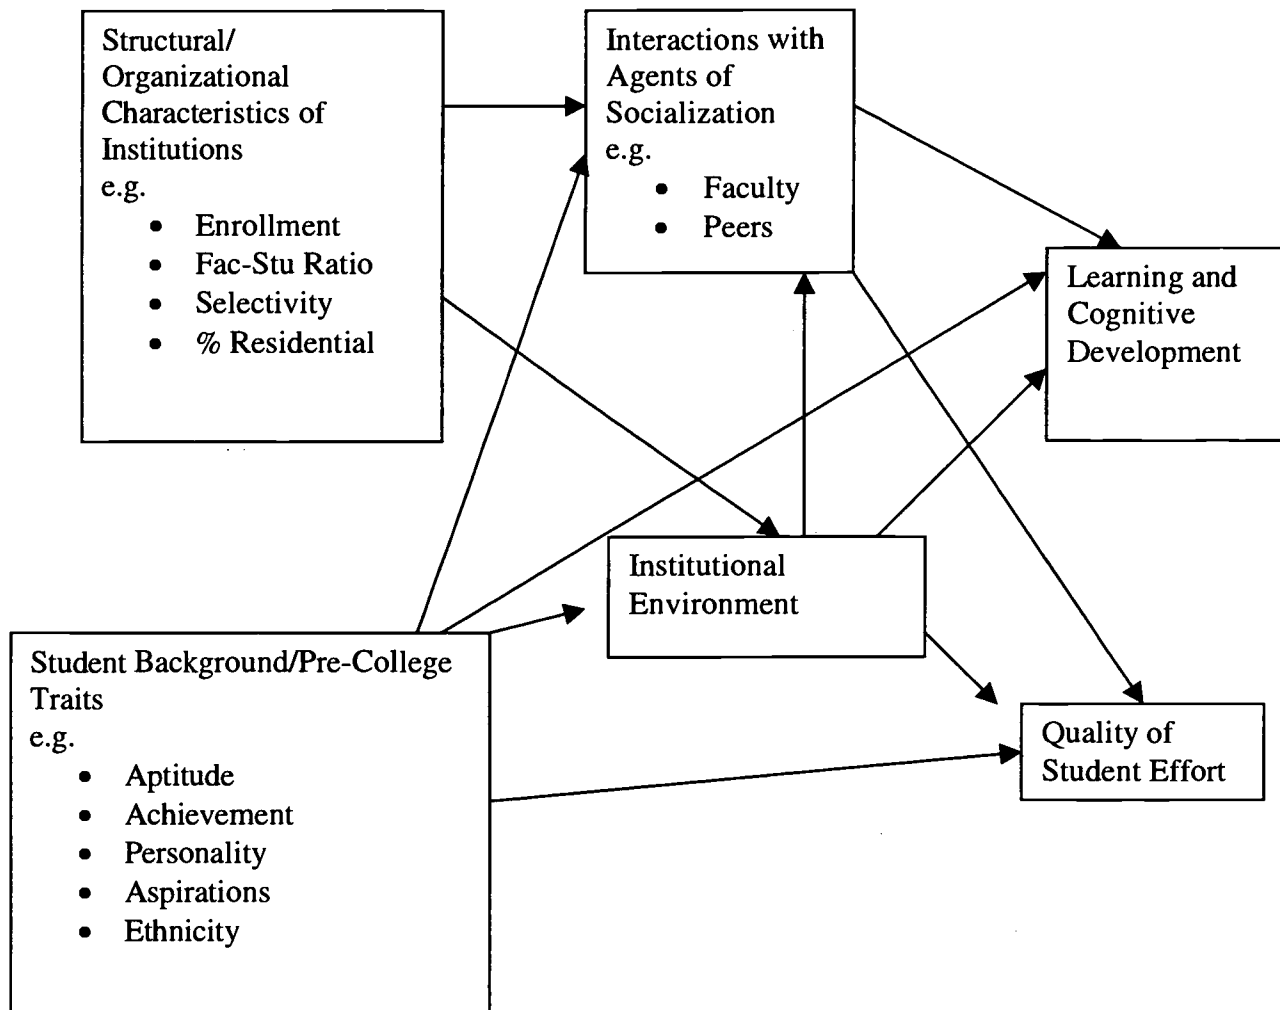 Structural/
Organizational
Characteristics of
Institutions
e.g.
• Enrollment
• Fac-Stu Ratio
• Selectivity
• % Residential
Interactions with
Agents of
Socialization
e.g.
• Faculty
• Peers
Learning and
Cognitive
Development
Institutional
Environment
Student Background/Pre-College
Traits
e.g.
• Aptitude
• Achievement
• Personality
• Aspirations
• Ethnicity
Quality of
Student Effort